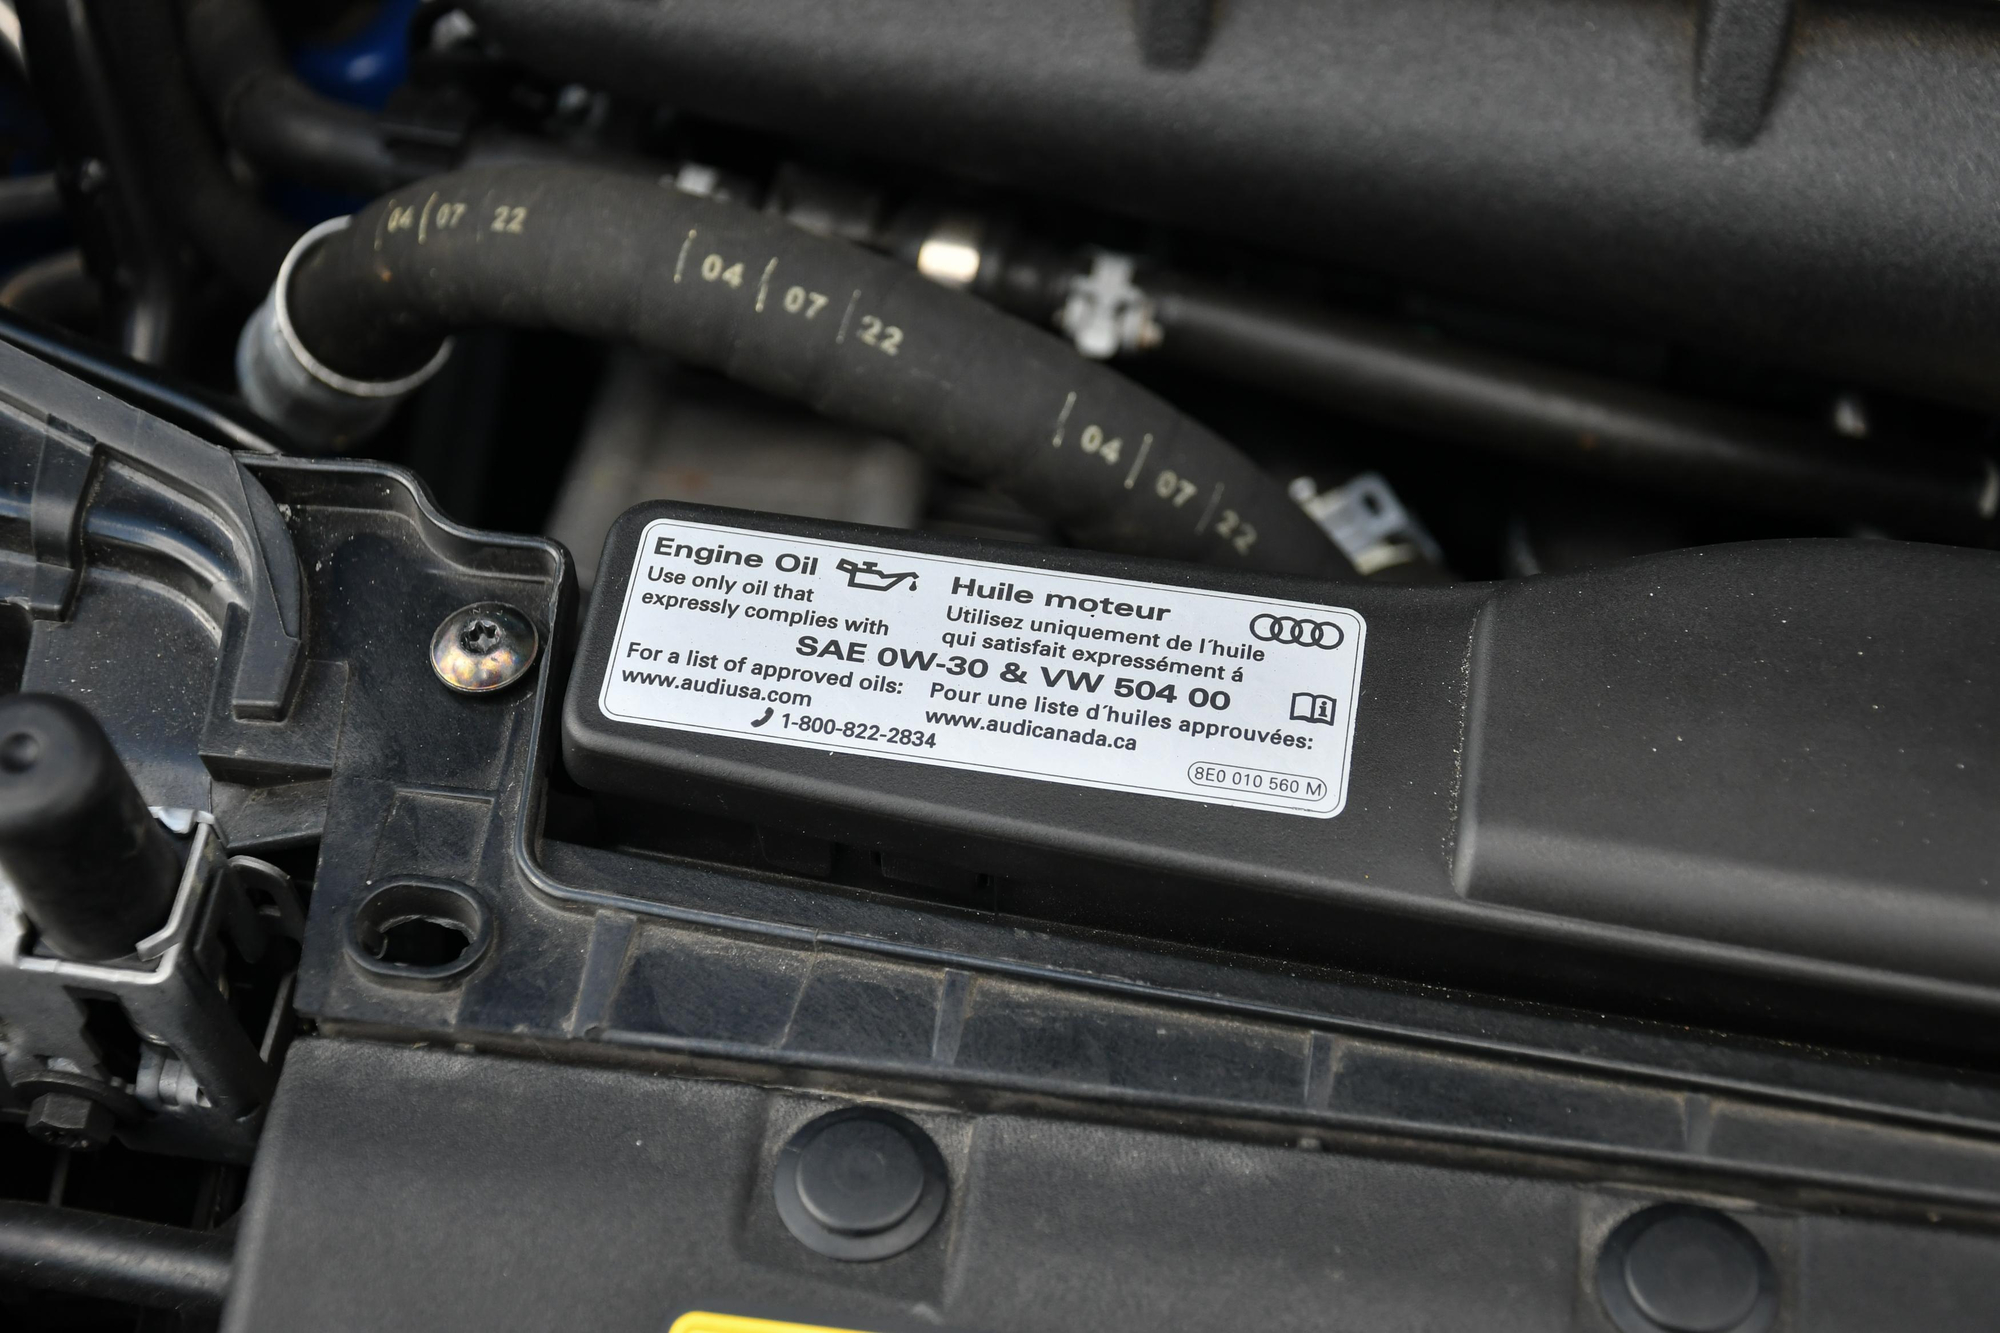 04 07 22
04 07 22
04 07 22
Engine Oil
Use only oil that
expressly complies with
Huile moteur
Utilisez uniquement de l´huile
qui satisfait expressément á
SAE 0W-30 & VW 504 00
For a list of approved oils:
www.audiusa.com
Pour une liste d´huiles approuvées:
www.audicanada.ca
1-800-822-2834
8E0 010 560 M